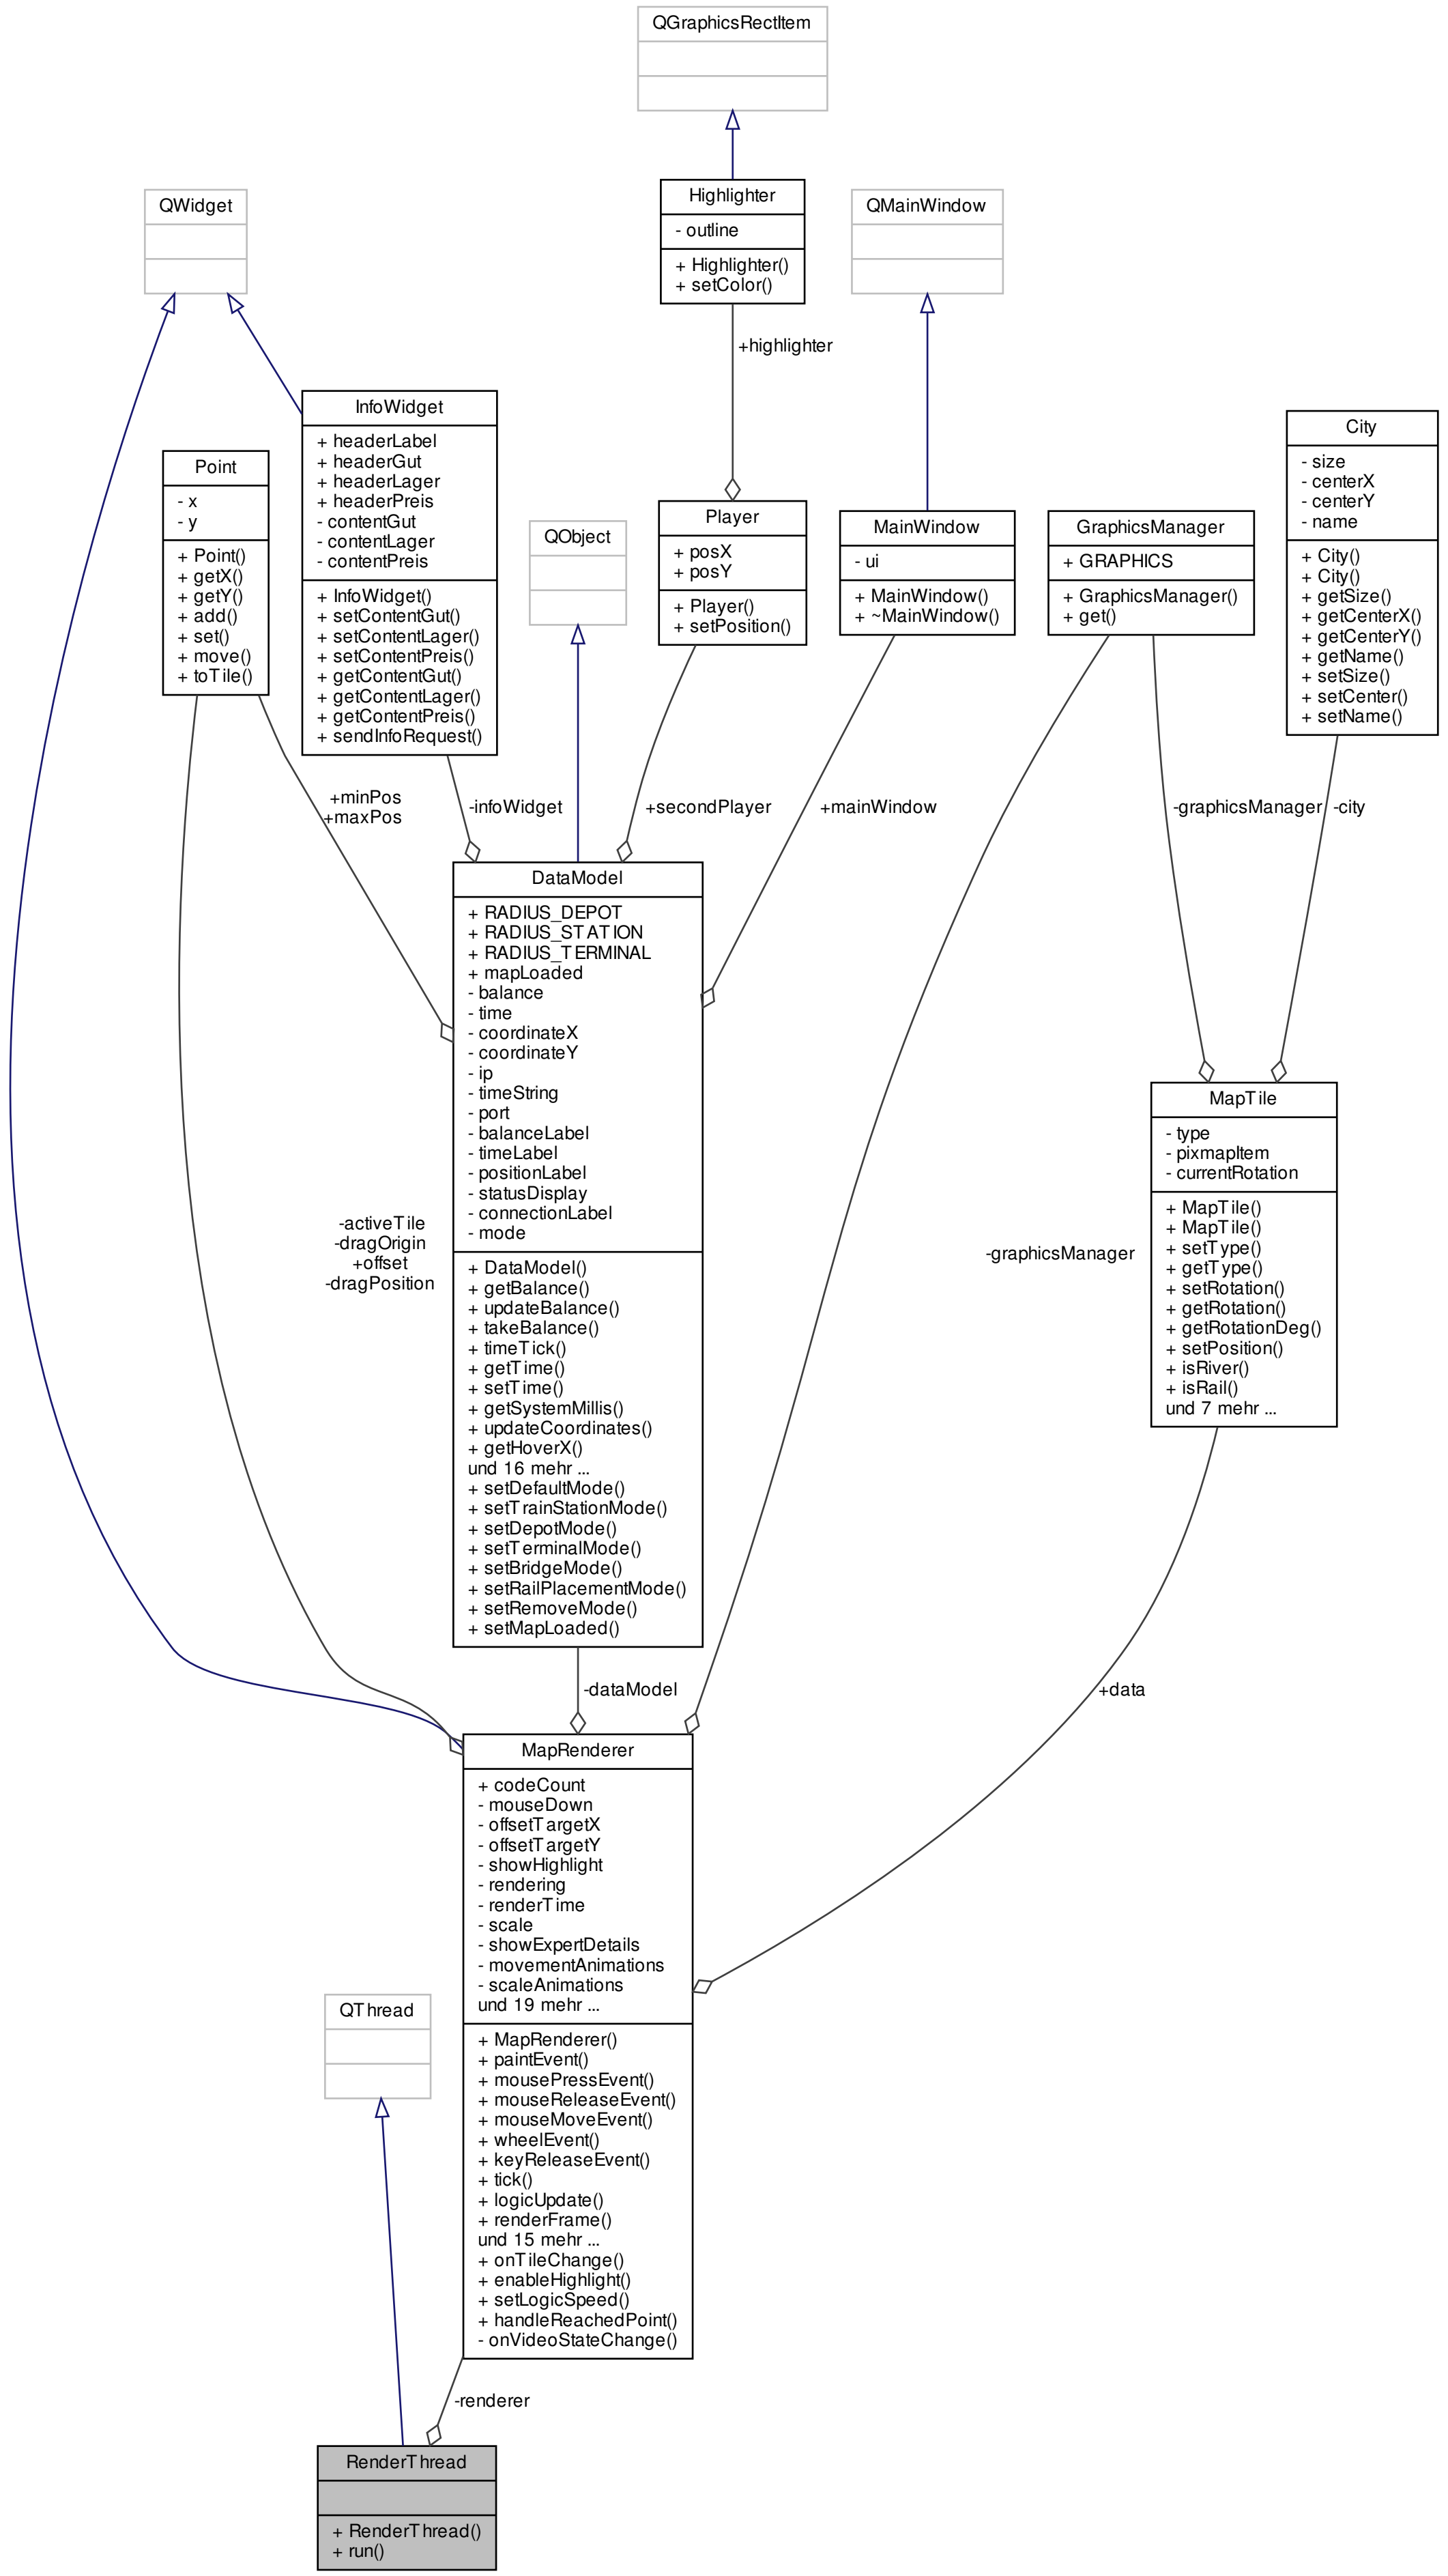 QGraphicsRectItem
Highlighter
- outline
+ Highlighter()
+ setColor()
QWidget
QMainWindow
+highlighter
InfoWidget
+ headerLabel
+ headerGut
+ headerLager
+ headerPreis
- contentGut
- contentLager
- contentPreis
+ InfoWidget()
+ setContentGut()
+ setContentLager()
+ setContentPreis()
+ getContentGut()
+ getContentLager()
+ getContentPreis()
+ sendInfoRequest()
Point
- x
- y
+ Point()
+ getX()
+ getY()
+ add()
+ set()
+ move()
+ toTile()
QObject
Player
+ posX
+ posY
+ Player()
+ setPosition()
MainWindow
- ui
+ MainWindow()
+ ~MainWindow()
GraphicsManager
+ GRAPHICS
+ GraphicsManager()
+ get()
City
- size
- centerX
- centerY
- name
+ City()
+ City()
+ getSize()
+ getCenterX()
+ getCenterY()
+ getName()
+ setSize()
+ setCenter()
+ setName()
+minPos
+maxPos
-infoWidget
+secondPlayer
+mainWindow
-graphicsManager
-city
DataModel
+ RADIUS_DEPOT
+ RADIUS_STATION
+ RADIUS_TERMINAL
+ mapLoaded
- balance
- time
- coordinateX
- coordinateY
- ip
- timeString
- port
- balanceLabel
- timeLabel
- positionLabel
- statusDisplay
- connectionLabel
- mode
+ DataModel()
+ getBalance()
+ updateBalance()
+ takeBalance()
+ timeTick()
+ getTime()
+ setTime()
+ getSystemMillis()
+ updateCoordinates()
+ getHoverX()
und 16 mehr ...
+ setDefaultMode()
+ setTrainStationMode()
+ setDepotMode()
+ setTerminalMode()
+ setBridgeMode()
+ setRailPlacementMode()
+ setRemoveMode()
+ setMapLoaded()
MapTile
- type
- pixmapItem
- currentRotation
+ MapTile()
+ MapTile()
+ setType()
+ getType()
+ setRotation()
+ getRotation()
+ getRotationDeg()
+ setPosition()
+ isRiver()
+ isRail()
und 7 mehr ...
-activeTile
-dragOrigin
+offset
-dragPosition
-graphicsManager
-dataModel
+data
MapRenderer
+ codeCount
- mouseDown
- offsetTargetX
- offsetTargetY
- showHighlight
- rendering
- renderTime
- scale
- showExpertDetails
- movementAnimations
- scaleAnimations
und 19 mehr ...
+ MapRenderer()
+ paintEvent()
+ mousePressEvent()
+ mouseReleaseEvent()
+ mouseMoveEvent()
+ wheelEvent()
+ keyReleaseEvent()
+ tick()
+ logicUpdate()
+ renderFrame()
und 15 mehr ...
+ onTileChange()
+ enableHighlight()
+ setLogicSpeed()
+ handleReachedPoint()
- onVideoStateChange()
QThread
-renderer
RenderThread
+ RenderThread()
+ run()